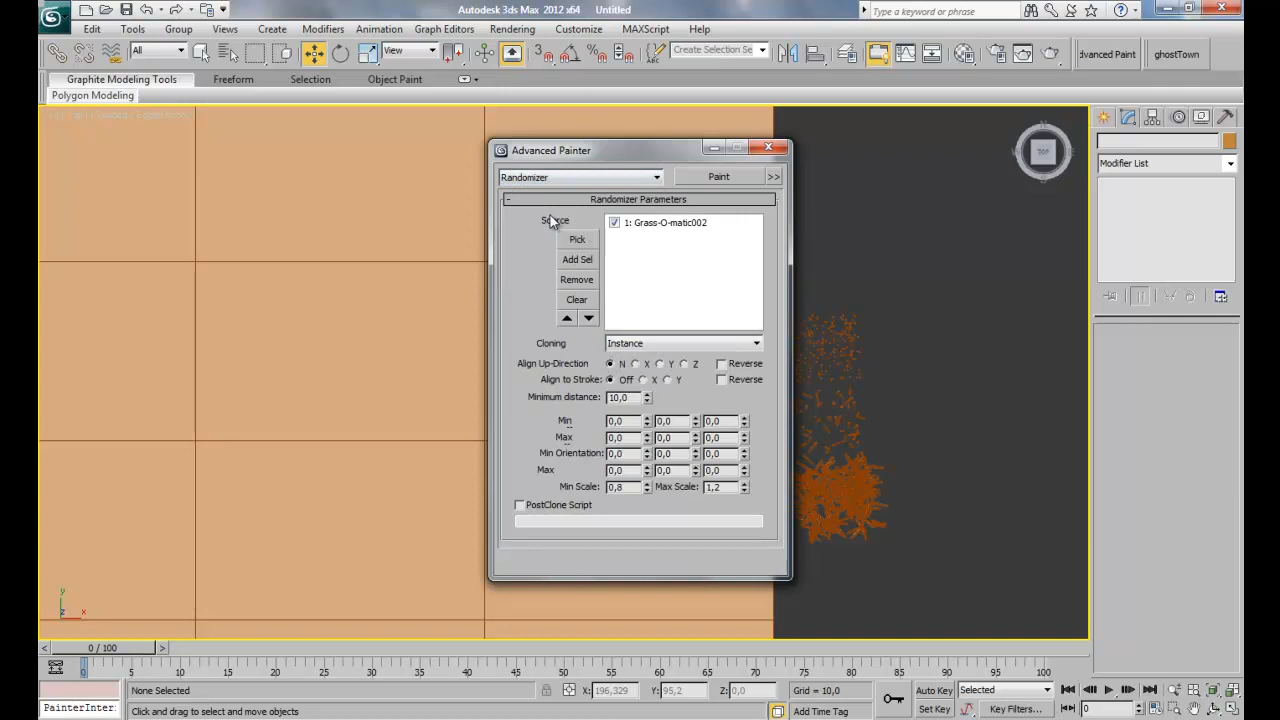 Autodesk 3ds Max 2012 x64 Untitled
Type a keyword or phrase
Edit Tools Group Views Create Modifiers Animation Graph Editors Rendering Customize MAXScript Help
All View 3 Create Selection Se dvanced Paint ghostTown
Graphite Modeling Tools Freeform Selection Object Paint
Polygon Modeling
Advanced Painter
TOP
Randomizer Paint >>
Modifier List
- Randomizer Parameters
Source
1: Grass-O-matic002
Pick
Add Sel
Remove
Clear
Cloning Instance
Align Up-Direction N X Y Z Reverse
Align to Stroke: Off X Y Reverse
Minimum distance: 10,0
Min 0,0 0,0 0,0
Max 0,0 0,0 0,0
Min Orientation: 0,0 0,0 0,0
Max 0,0 0,0 0,0
Min Scale: 0,8 Max Scale: 1,2
PostClone Script
y
z x
< 0 / 100 >
0 5 10 15 20 25 30 35 40 45 50 55 60 65 70 75 80 85 90 95 100
None Selected X: 196,329 Y: 95,2 Z: 0,0 Grid = 10,0 Auto Key Selected
PainterInter: Click and drag to select and move objects Add Time Tag Set Key Key Filters... 0